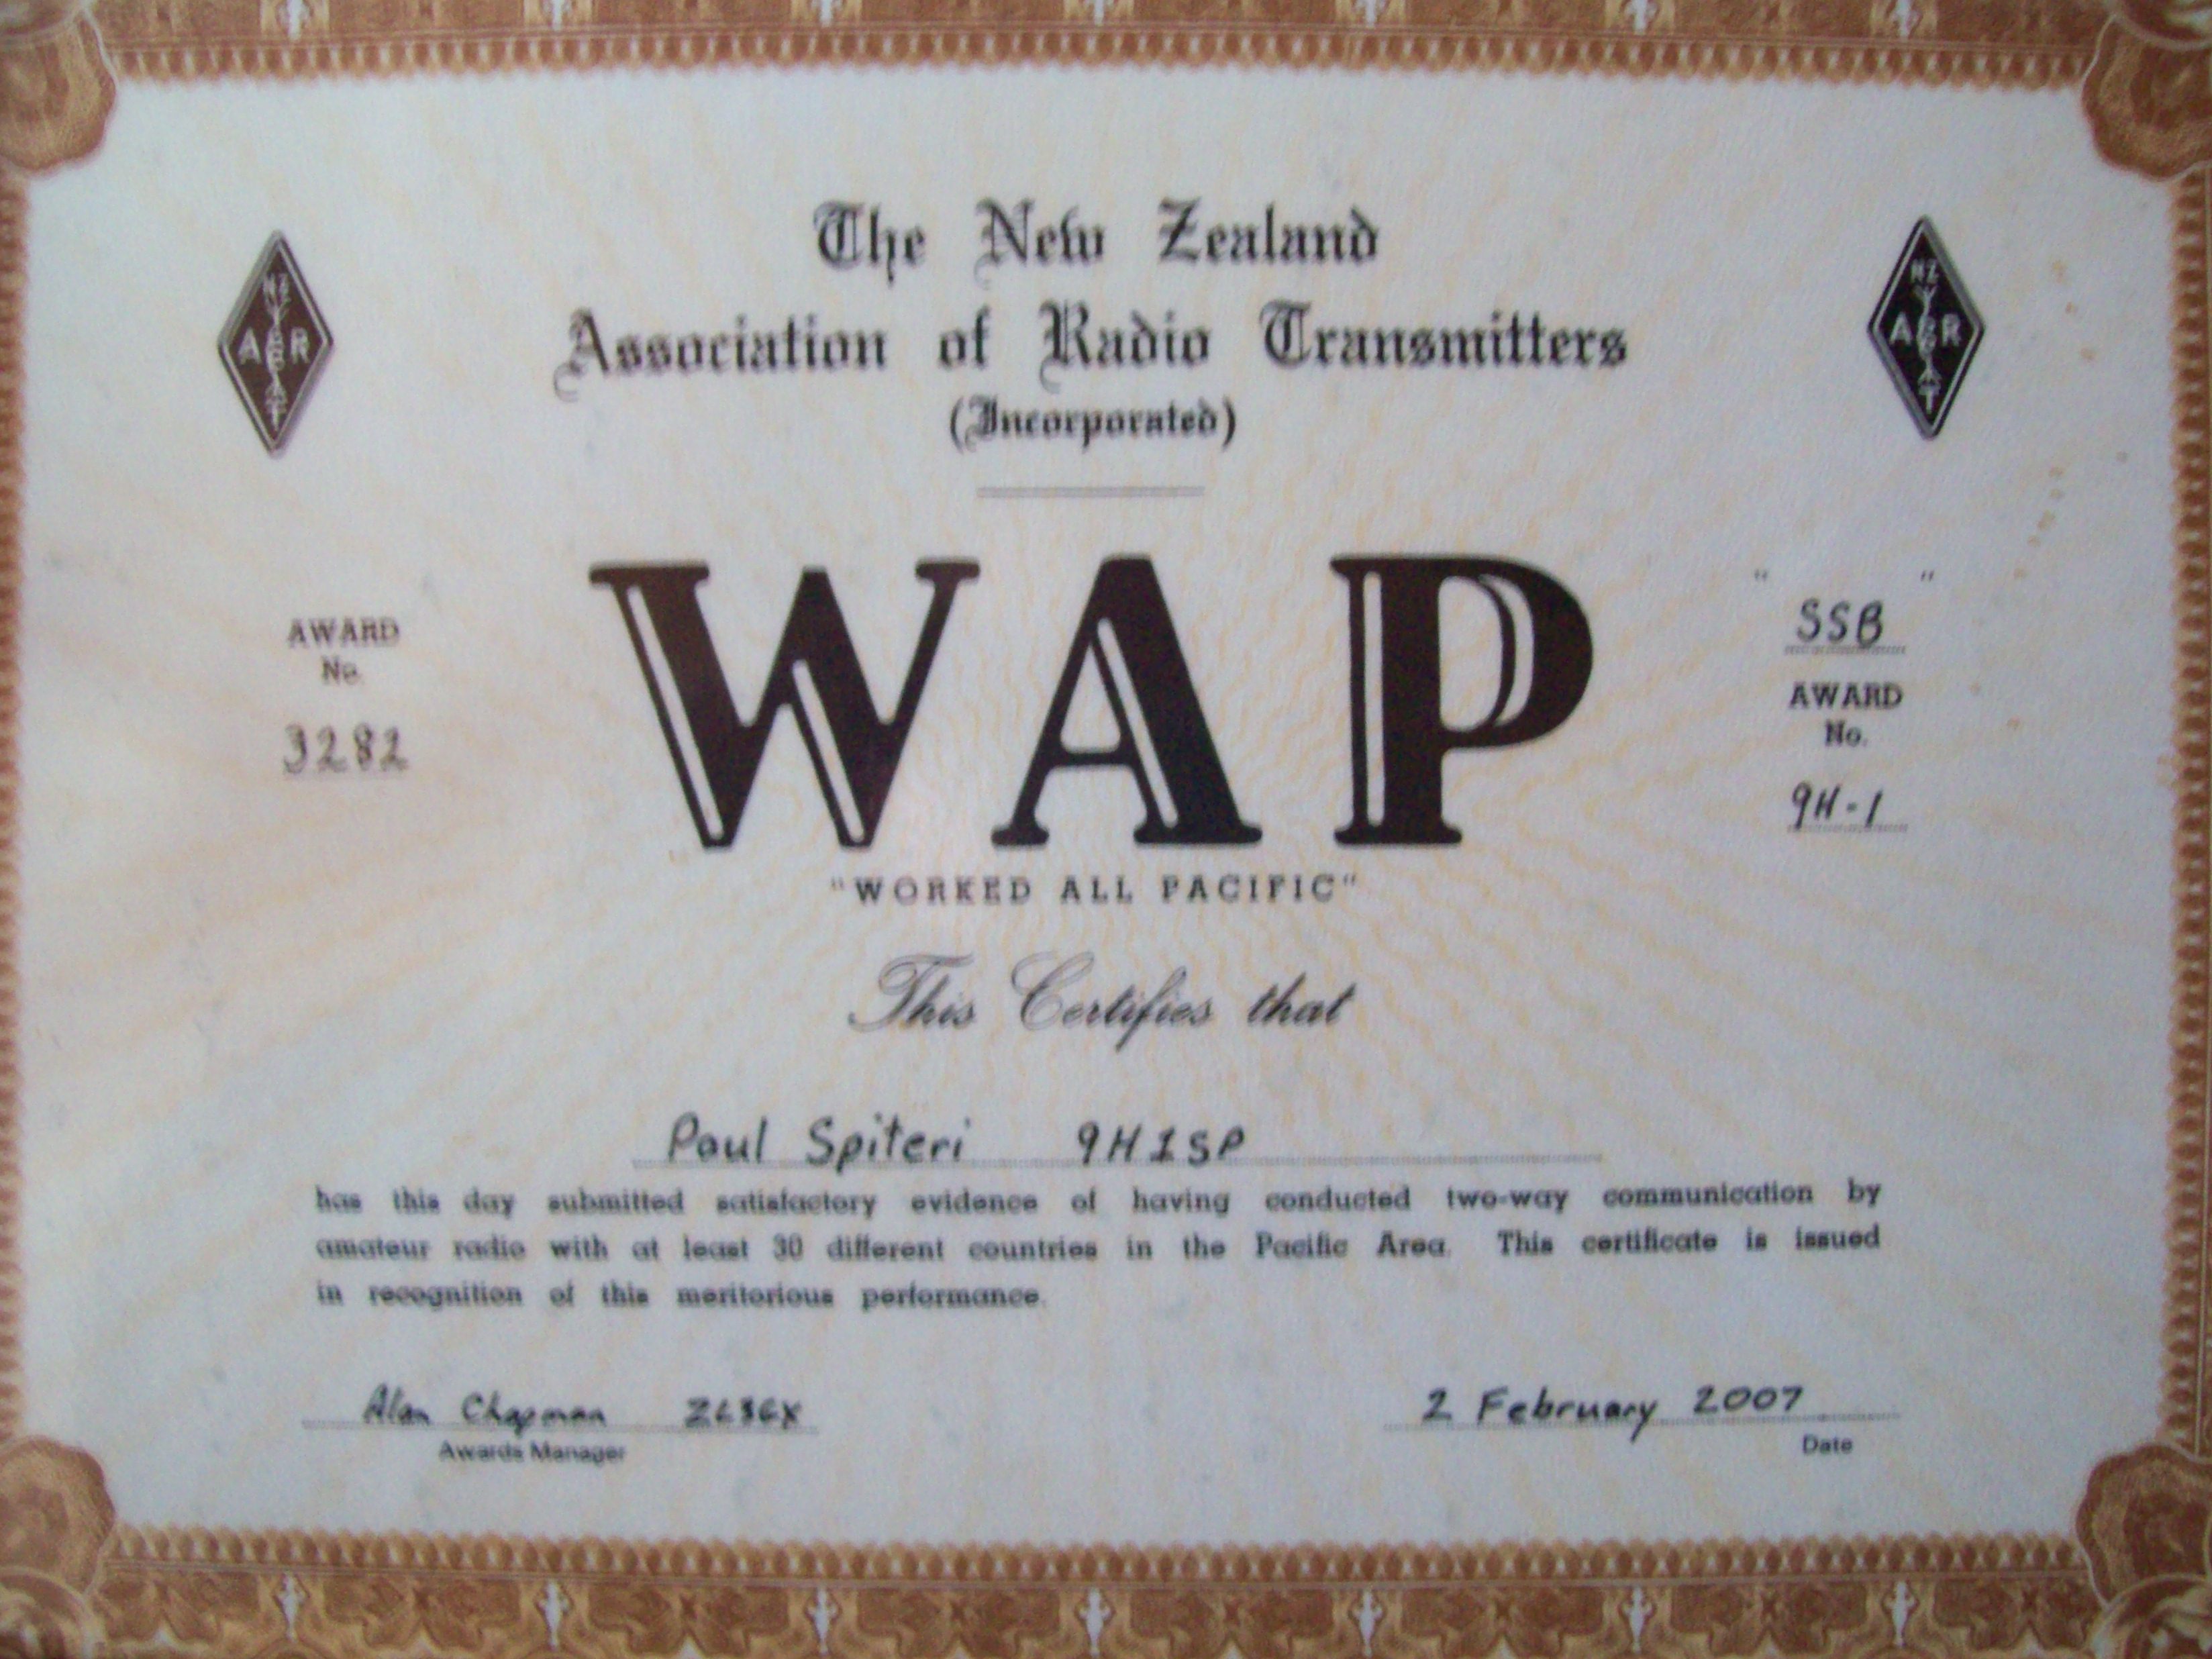 The New Zealand
Association of Radio Transmitters
(Incorporated)
NZ
A R
T
NZ
A R
T
WAP
AWARD
No.
3282
" "
SSB
AWARD
No.
9H-1
"WORKED ALL PACIFIC"
This Certifies that
Paul Spiteri 9H1SP
has this day submitted satisfactory evidence of having conducted two-way communication by
amateur radio with at least 30 different countries in the Pacific Area. This certificate is issued
in recognition of this meritorious performance.
Alan Chapman
Awards Manager
2 February 2007
Date